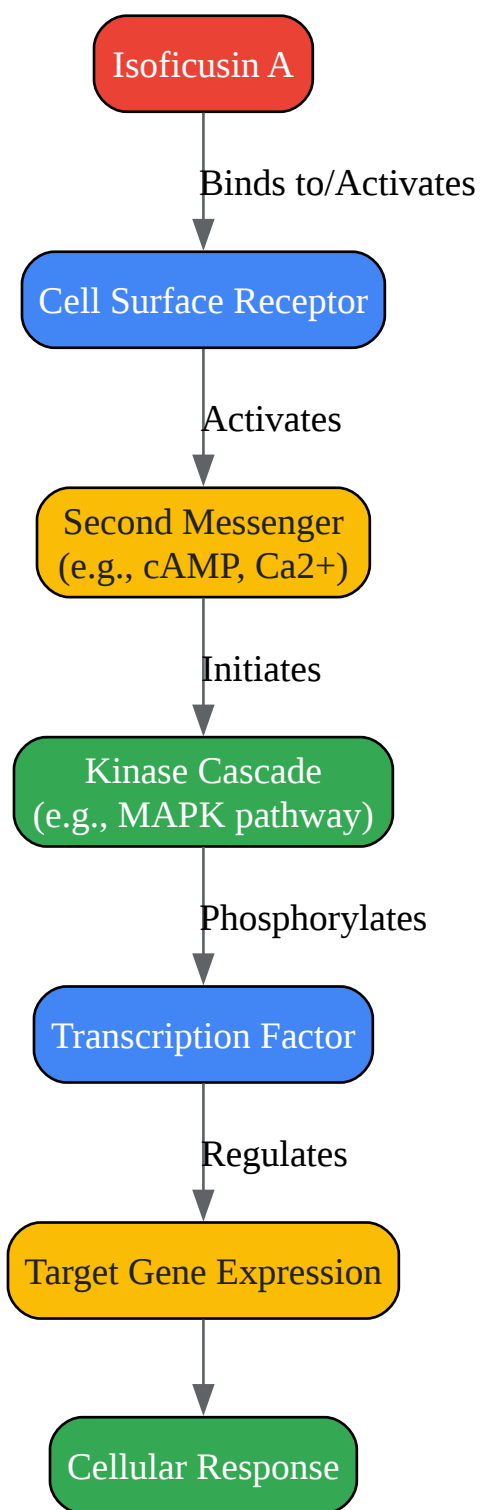 Isoficusin A
Binds to/Activates
Cell Surface Receptor
Activates
Second Messenger
(e.g., cAMP, Ca2+)
Initiates
Kinase Cascade
(e.g., MAPK pathway)
Phosphorylates
Transcription Factor
Regulates
Target Gene Expression
Cellular Response